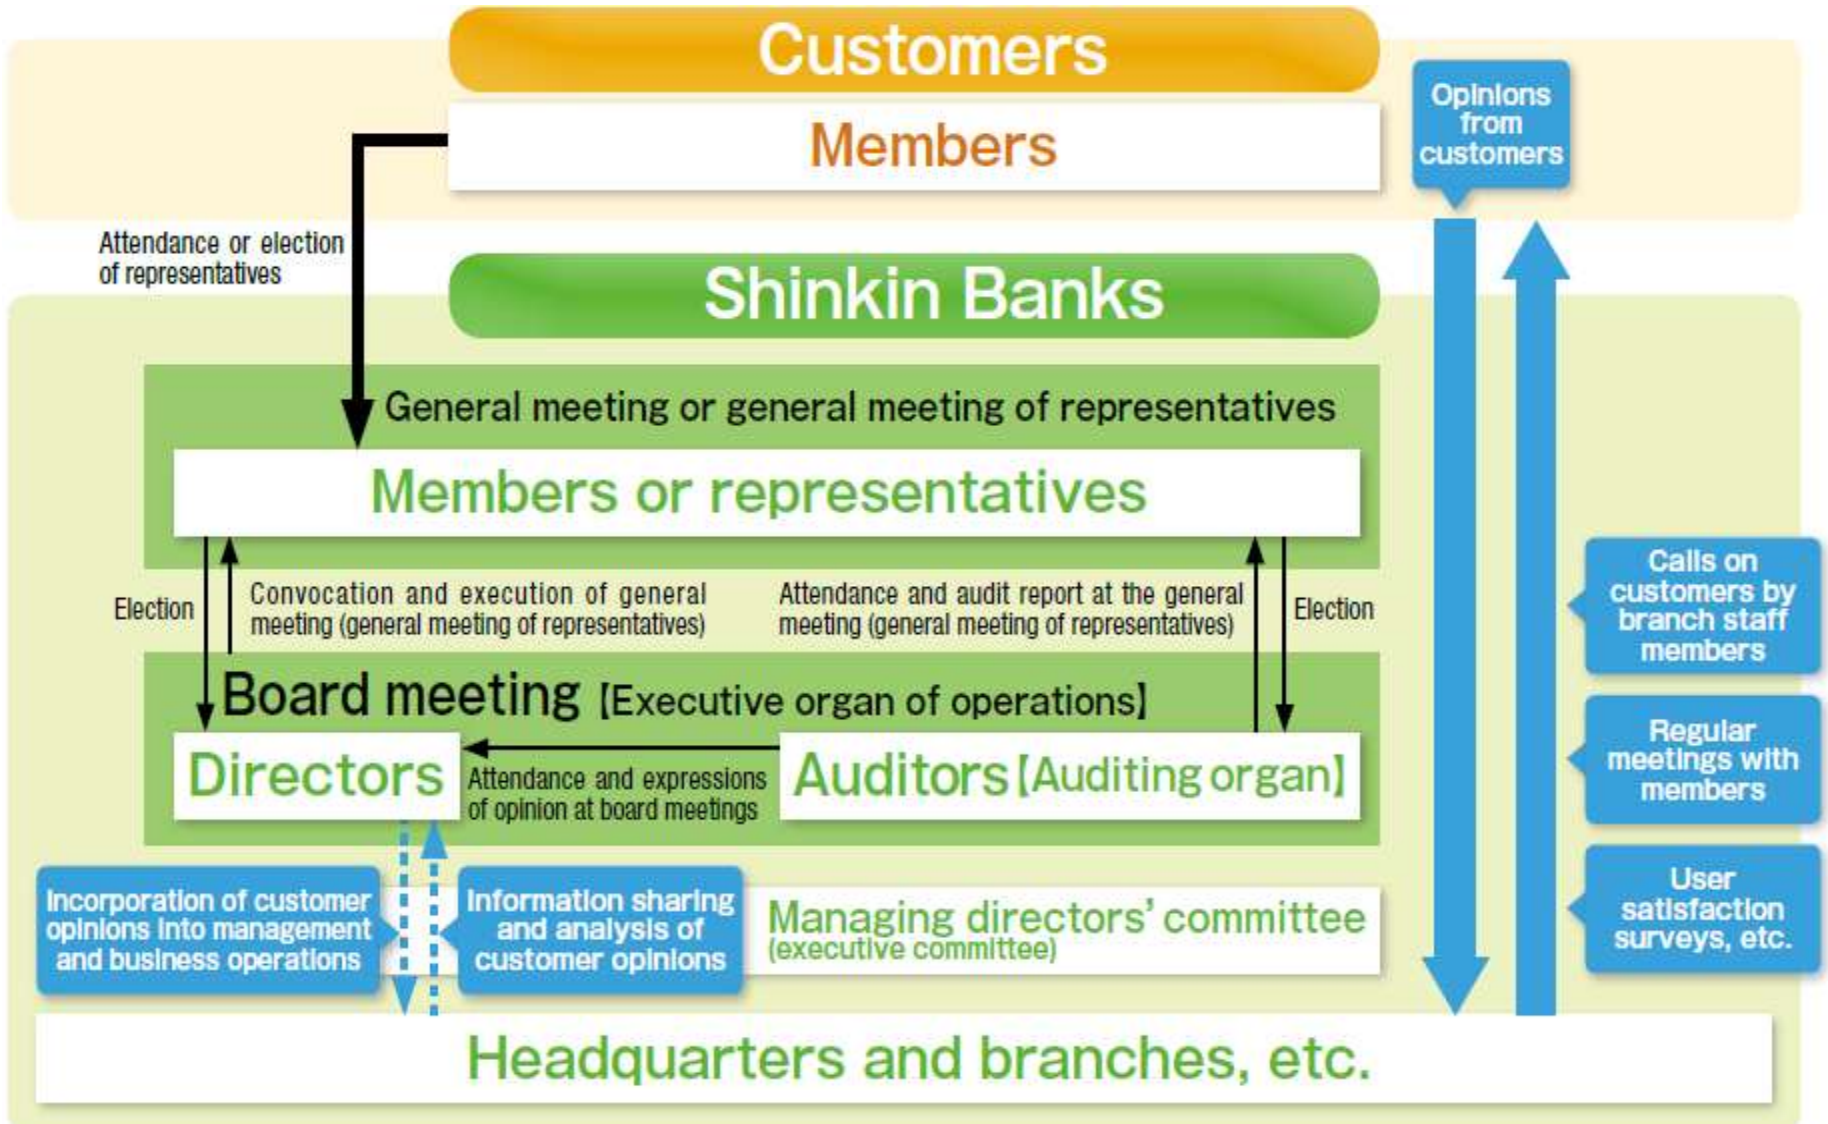 Customers
Members
Opinions
from
customers
Attendance or election
of representatives
Shinkin Banks
General meeting or general meeting of representatives
Members or representatives
Election
Convocation and execution of general
meeting (general meeting of representatives)
Attendance and audit report at the general
meeting (general meeting of representatives)
Election
Calls on
customers by
branch staff
members
Board meeting【Executive organ of operations】
Directors
Attendance and expressions
of opinion at board meetings
Auditors【Auditing organ】
Regular
meetings with
members
Incorporation of customer
opinions into management
and business operations
Information sharing
and analysis of
customer opinions
Managing directors’ committee
(executive committee)
User
satisfaction
surveys, etc.
Headquarters and branches, etc.